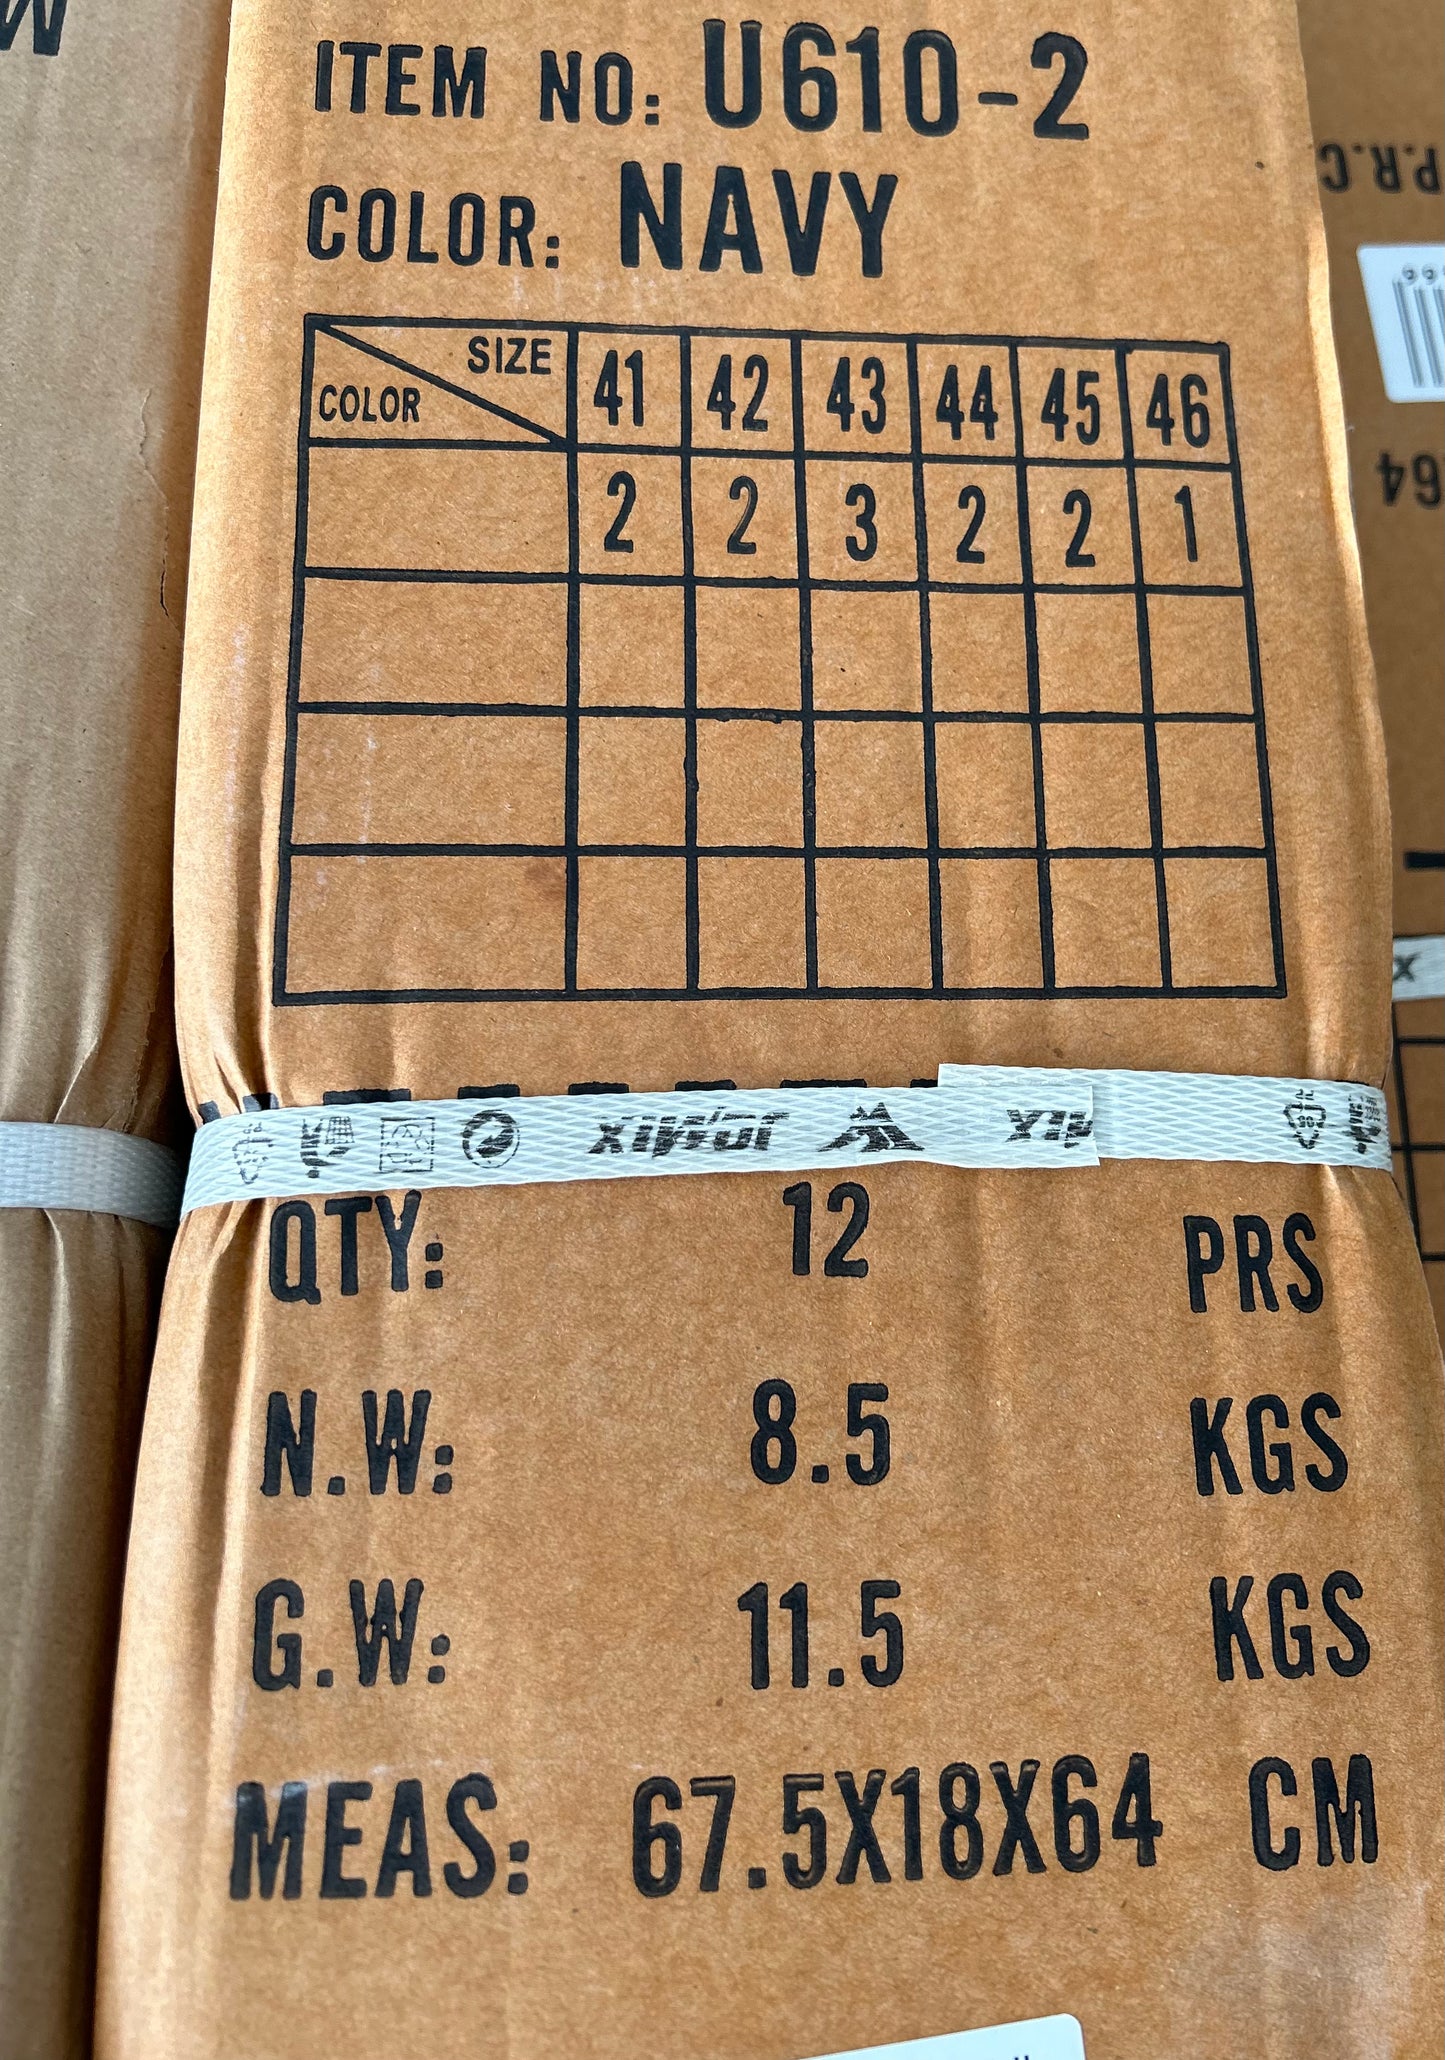 ITEM NO: U610-2
COLOR: NAVY
SIZE 41 42 43 44 45 46
COLOR
2 2 3 2 2 1
QTY: 12 PRS
N.W: 8.5 KGS
G.W: 11.5 KGS
MEAS: 67.5X18X64 CM
P.R.C
64